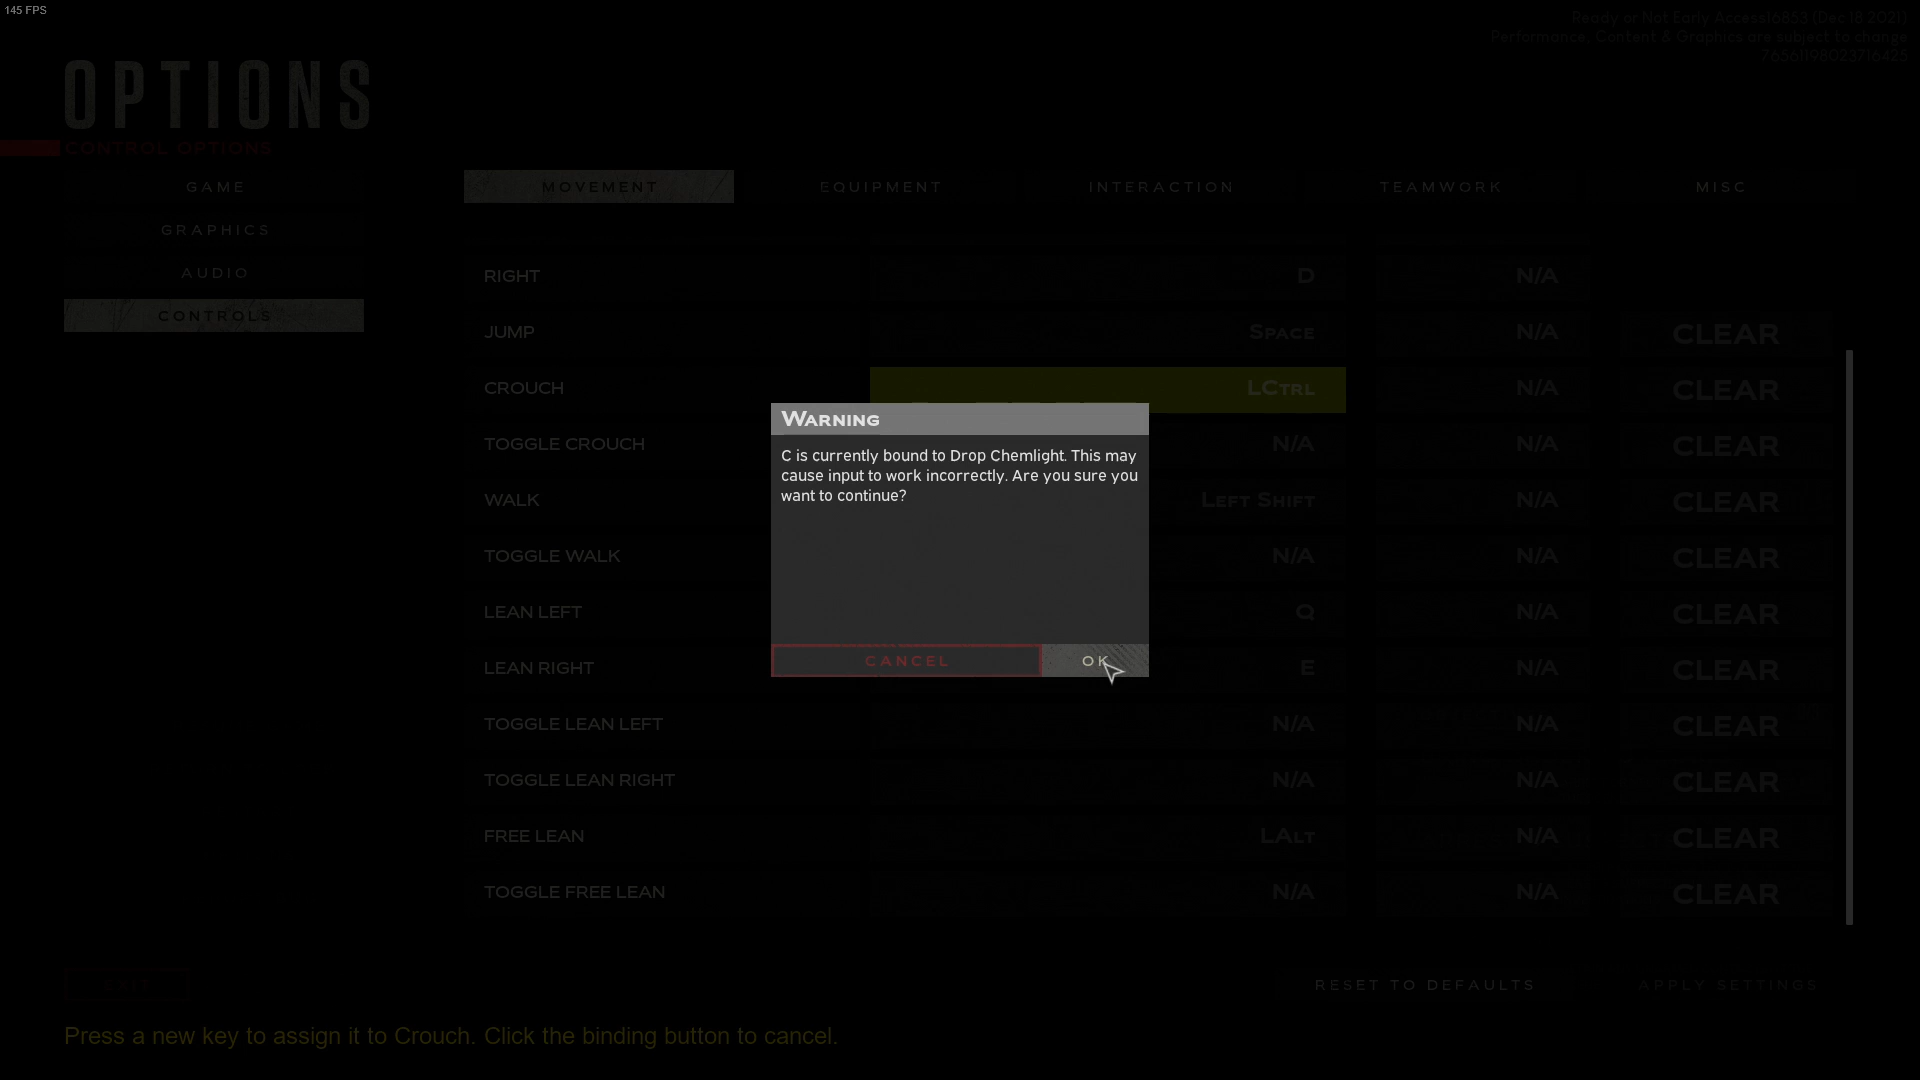 145 FPS
Ready or Not Early Access16853 (Dec 18 2021)
Performance, Content & Graphics are subject to change
76561198023716425
OPTIONS
CONTROL OPTIONS
GAME
GRAPHICS
AUDIO
CONTROLS
MOVEMENT EQUIPMENT INTERACTION TEAMWORK MISC
RIGHT D N/A
JUMP SPACE N/A CLEAR
CROUCH LCTRL N/A CLEAR
TOGGLE CROUCH N/A N/A CLEAR
WALK LEFT SHIFT N/A CLEAR
TOGGLE WALK N/A N/A CLEAR
LEAN LEFT Q N/A CLEAR
LEAN RIGHT E N/A CLEAR
TOGGLE LEAN LEFT N/A N/A CLEAR
TOGGLE LEAN RIGHT N/A N/A CLEAR
FREE LEAN LALT N/A CLEAR
TOGGLE FREE LEAN N/A N/A CLEAR
WARNING
C is currently bound to Drop Chemlight. This may
cause input to work incorrectly. Are you sure you
want to continue?
CANCEL OK
RESET TO DEFAULTS APPLY SETTINGS
Press a new key to assign it to Crouch. Click the binding button to cancel.